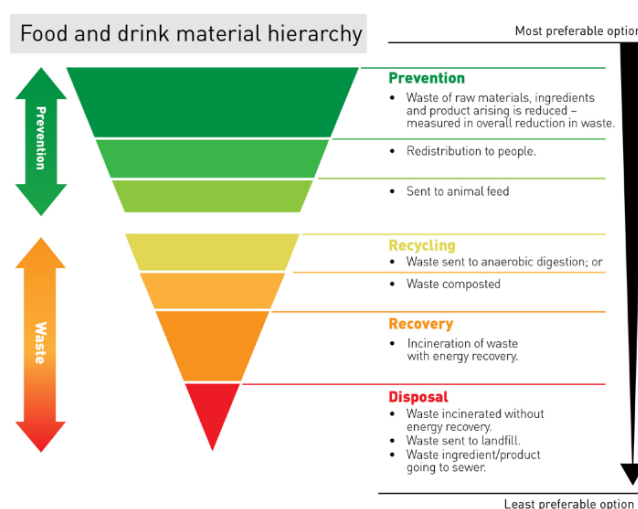 Food and drink material hierarchy
Most preferable option
Prevention
Prevention
• Waste of raw materials, ingredients
and product arising is reduced –
measured in overall reduction in waste.
• Redistribution to people.
• Sent to animal feed
Waste
Recycling
• Waste sent to anaerobic digestion; or
• Waste composted
Recovery
• Incineration of waste
with energy recovery.
Disposal
• Waste incinerated without
energy recovery.
• Waste sent to landfill.
• Waste ingredient/product
going to sewer.
Least preferable option